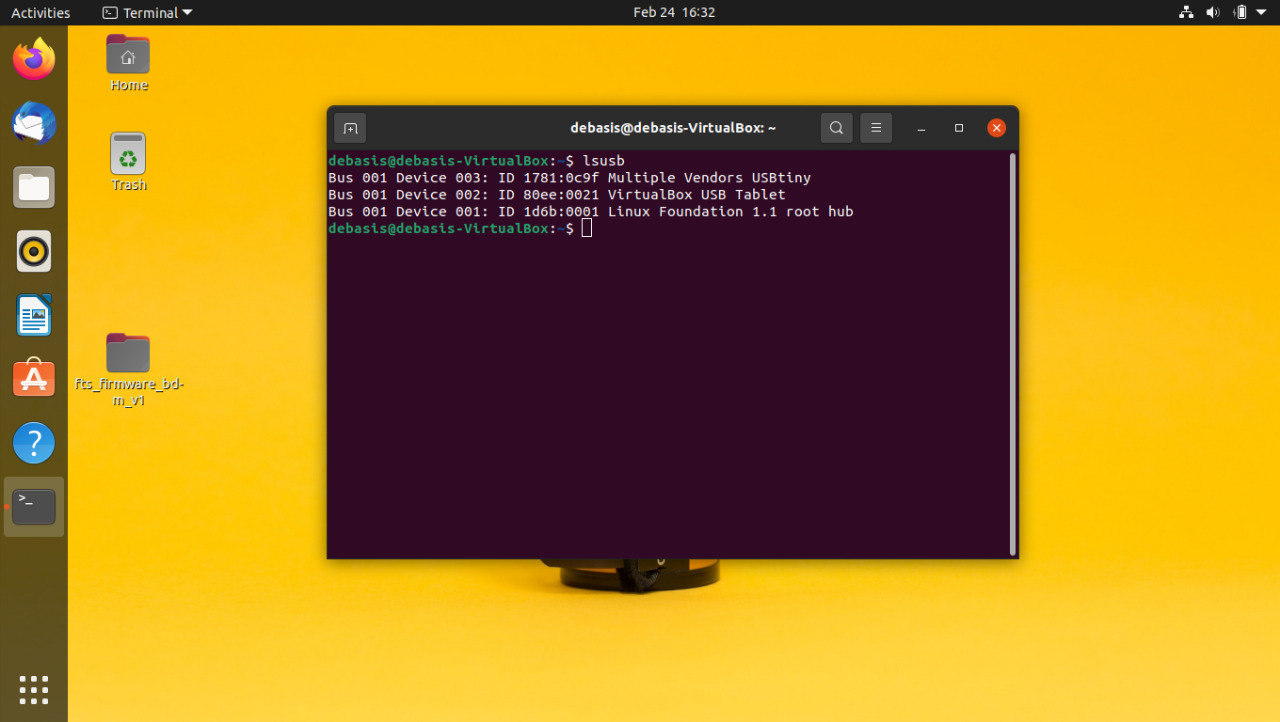 Activities
Terminal
Feb 24 16:32
Home
Trash
fts_firmware_bd-
m_v1
debasis@debasis-VirtualBox: ~
debasis@debasis-VirtualBox:~$ lsusb
Bus 001 Device 003: ID 1781:0c9f Multiple Vendors USBtiny
Bus 001 Device 002: ID 80ee:0021 VirtualBox USB Tablet
Bus 001 Device 001: ID 1d6b:0001 Linux Foundation 1.1 root hub
debasis@debasis-VirtualBox:~$